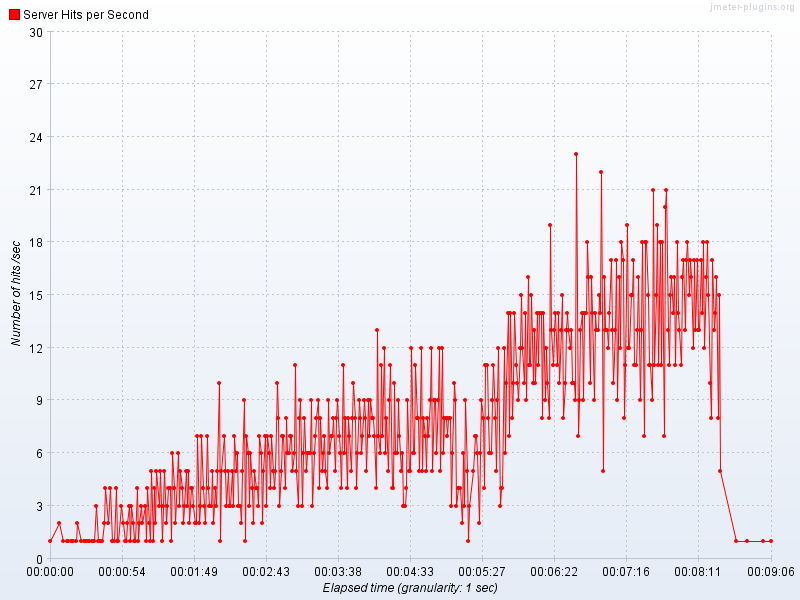 jmeter-plugins.org
Server Hits per Second
30
27
24
21
18
15
12
9
6
3
0
Number of hits /sec
00:00:00 00:00:54 00:01:49 00:02:43 00:03:38 00:04:33 00:05:27 00:06:22 00:07:16 00:08:11 00:09:06
Elapsed time (granularity: 1 sec)